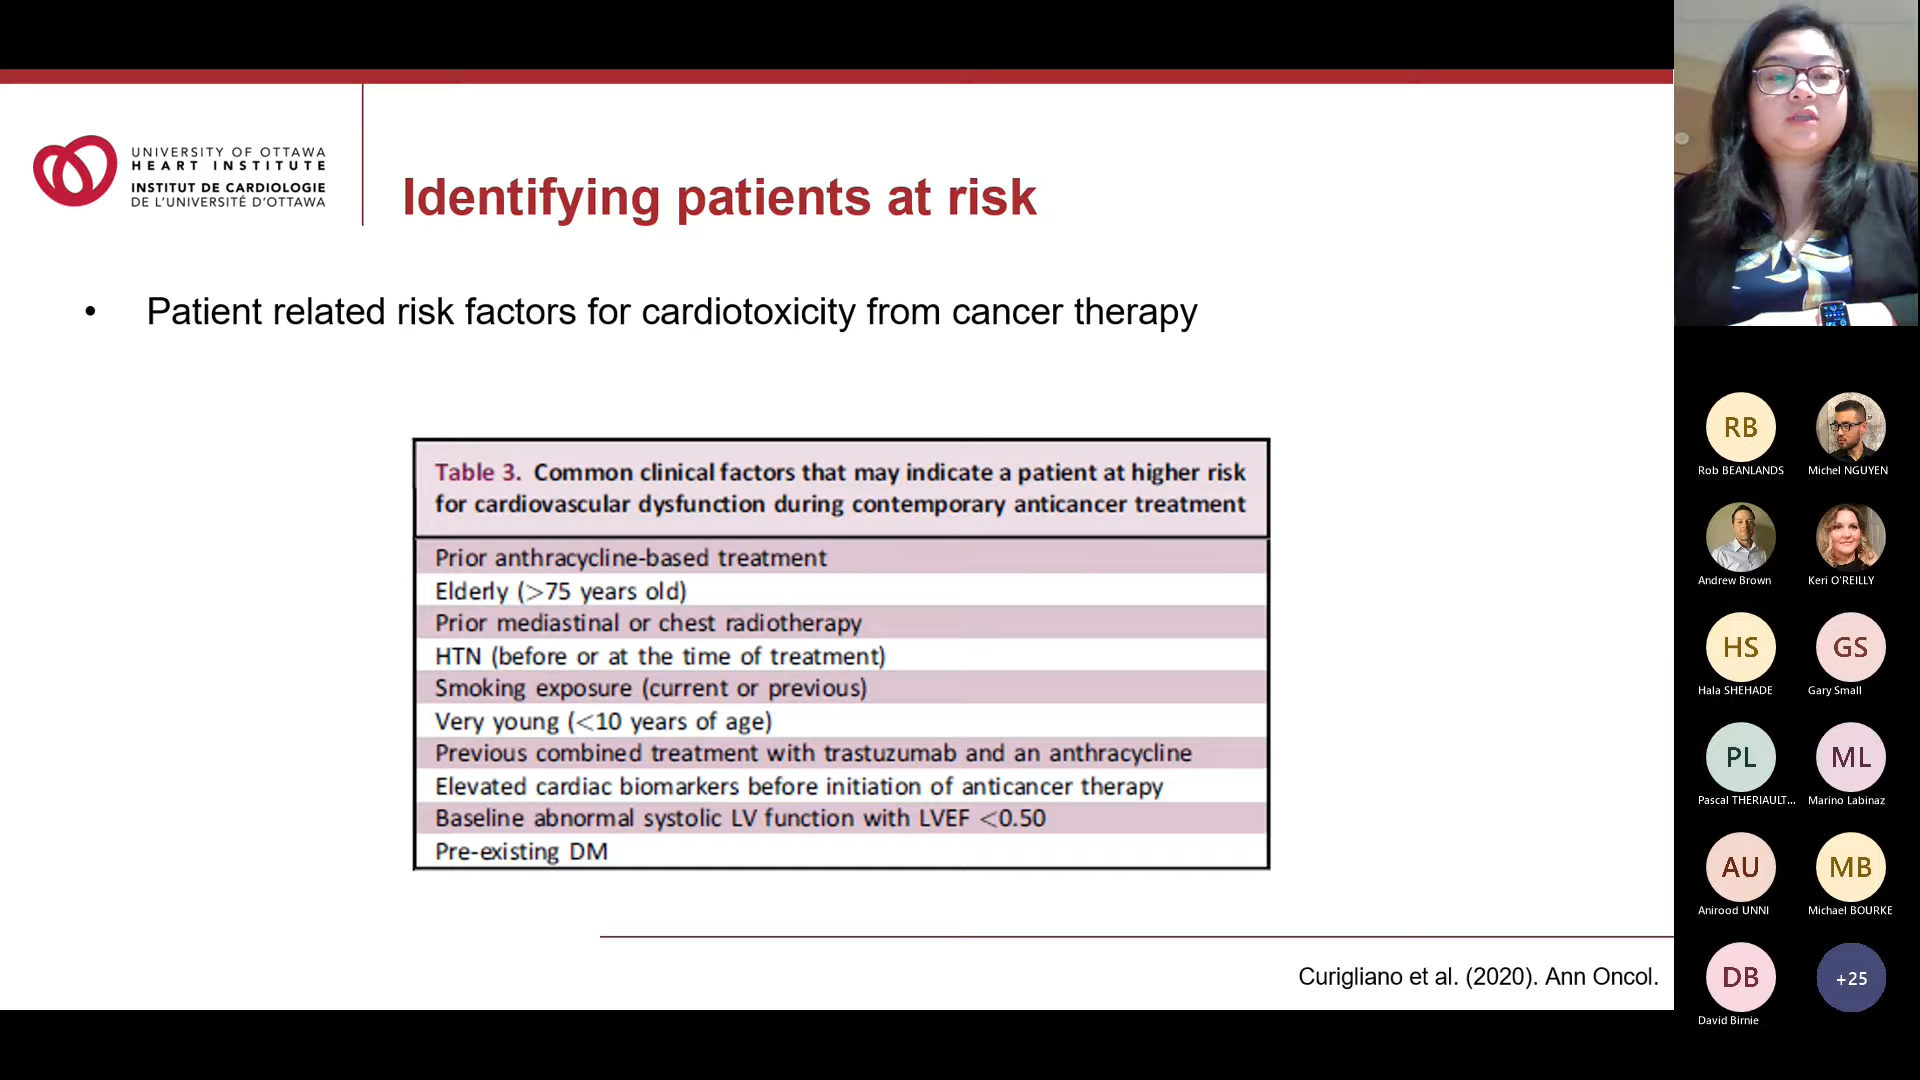 UNIVERSITY OF OTTAWA
HEART INSTITUTE
INSTITUT DE CARDIOLOGIE
DE L'UNIVERSITÉ D'OTTAWA
Identifying patients at risk
• Patient related risk factors for cardiotoxicity from cancer therapy
Table 3. Common clinical factors that may indicate a patient at higher risk
for cardiovascular dysfunction during contemporary anticancer treatment
Prior anthracycline-based treatment
Elderly (>75 years old)
Prior mediastinal or chest radiotherapy
HTN (before or at the time of treatment)
Smoking exposure (current or previous)
Very young (<10 years of age)
Previous combined treatment with trastuzumab and an anthracycline
Elevated cardiac biomarkers before initiation of anticancer therapy
Baseline abnormal systolic LV function with LVEF <0.50
Pre-existing DM
Curigliano et al. (2020). Ann Oncol.
RB
Rob BEANLANDS
Michel NGUYEN
Andrew Brown
Keri O'REILLY
HS
GS
Hala SHEHADE
Gary Small
PL
ML
Pascal THERIAULT...
Marino Labinaz
AU
MB
Anirood UNNI
Michael BOURKE
DB
+25
David Birnie